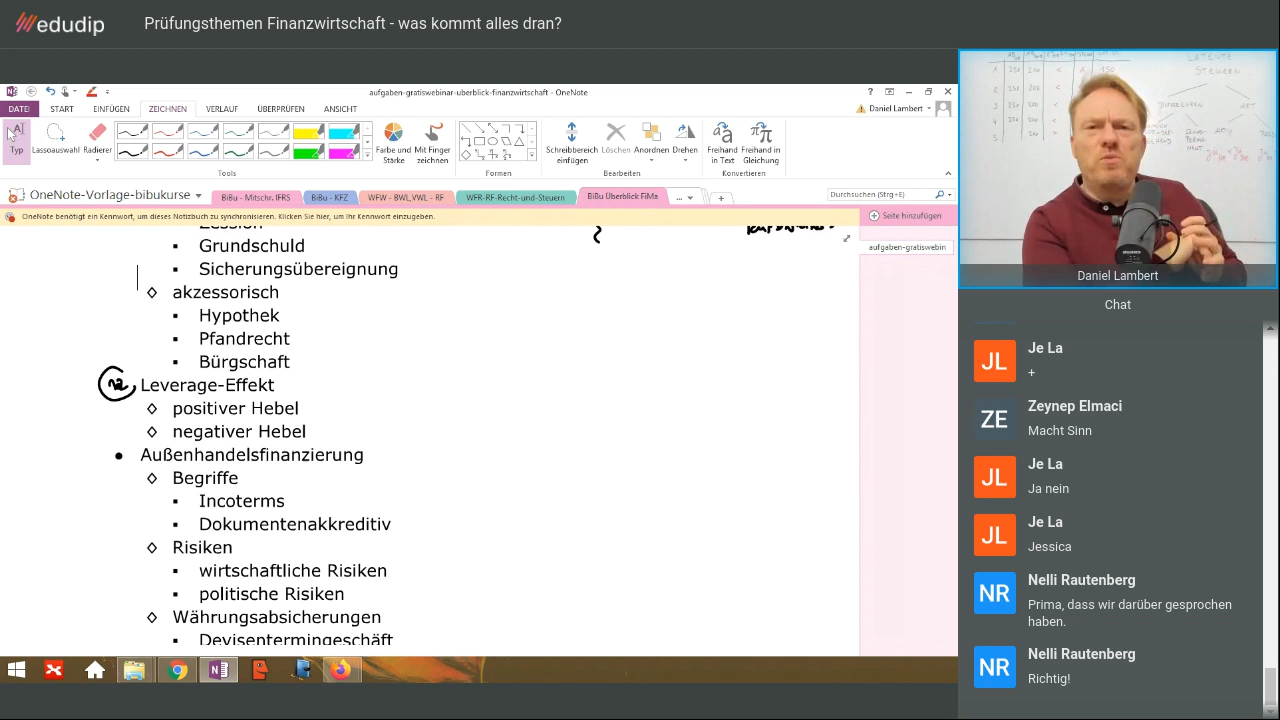 edudip
Prüfungsthemen Finanzwirtschaft - was kommt alles dran?
aufgaben-gratiswebinar-uberblick-finanzwirtschaft - OneNote
DATEI START EINFÜGEN ZEICHNEN VERLAUF ÜBERPRÜFEN ANSICHT
Daniel Lambert
Typ
Lassoauswahl
Radierer
Farbe und Stärke
Mit Finger zeichnen
Schreibbereich einfügen
Löschen
Anordnen
Drehen
Freihand in Text
Freihand in Gleichung
Tools
Formen
Bearbeiten
Konvertieren
OneNote-Vorlage-bibukurse
BiBu - Mitschr. IFRS
BiBu - KFZ
WFW - BWL,VWL - RF
WFR-RF-Recht-und-Steuern
BiBu Überblick FiMa
...
Durchsuchen (Strg+E)
OneNote benötigt ein Kennwort, um dieses Notizbuch zu synchronisieren. Klicken Sie hier, um Ihr Kennwort einzugeben.
Seite hinzufügen
aufgaben-gratiswebin
Zession
Grundschuld
Sicherungsübereignung
akzessorisch
Hypothek
Pfandrecht
Bürgschaft
Leverage-Effekt
positiver Hebel
negativer Hebel
Außenhandelsfinanzierung
Begriffe
Incoterms
Dokumentenakkreditiv
Risiken
wirtschaftliche Risiken
politische Risiken
Währungsabsicherungen
Devisentermingeschäft
LATENTE
STEUERN
Daniel Lambert
Chat
JL
Je La
+
ZE
Zeynep Elmaci
Macht Sinn
JL
Je La
Ja nein
JL
Je La
Jessica
NR
Nelli Rautenberg
Prima, dass wir darüber gesprochen
haben.
NR
Nelli Rautenberg
Richtig!